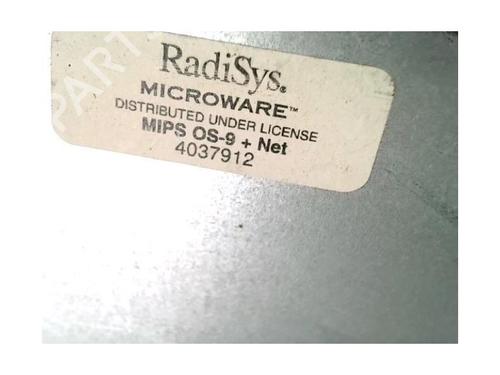 RadiSys®
MICROWARE™
DISTRIBUTED UNDER LICENSE
MIPS OS-9 + Net
4037912